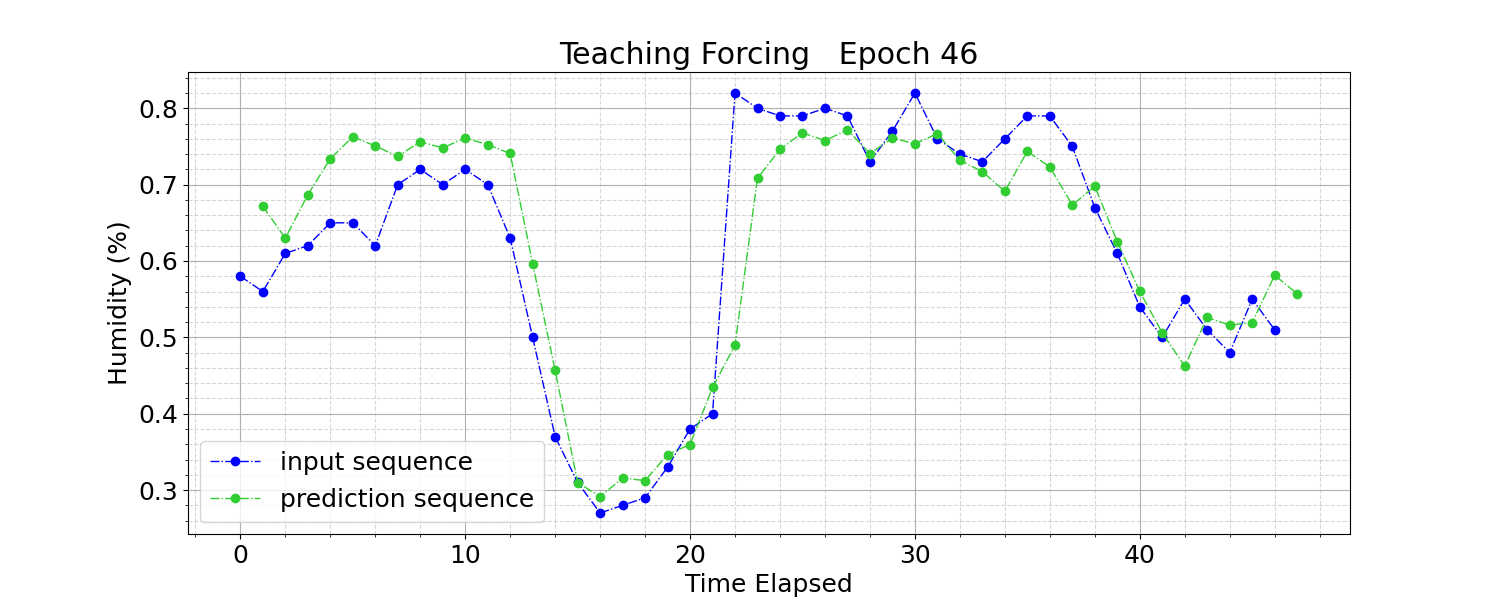 Teaching Forcing   Epoch 46
Humidity (%)
0.8
0.7
0.6
0.5
0.4
0.3
input sequence
prediction sequence
0 10 20 30 40
Time Elapsed